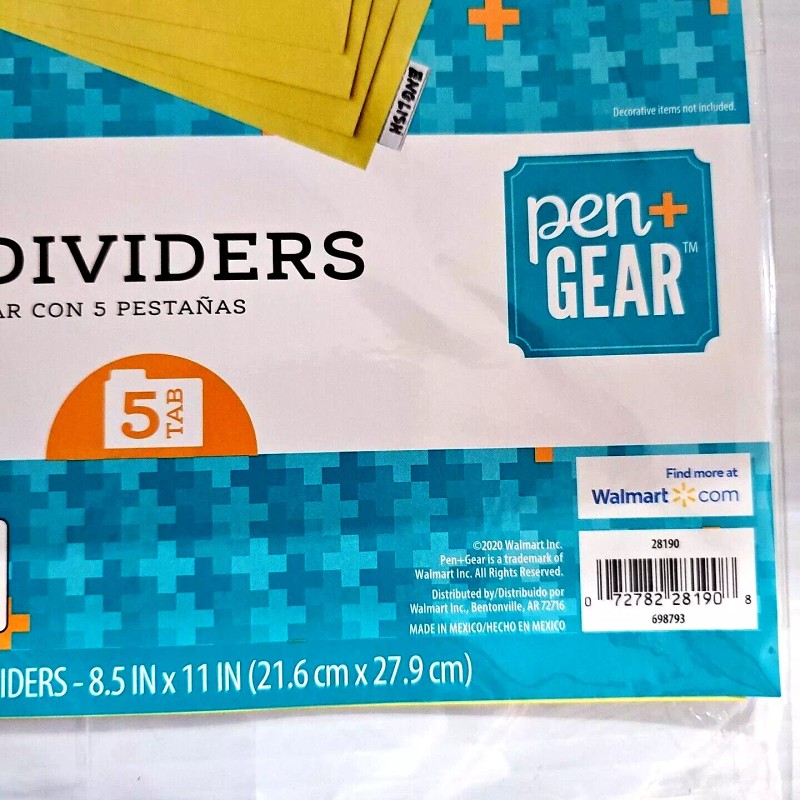 ENGLISH
Decorative items not included.
pen+
GEAR™
DIVIDERS
AR CON 5 PESTAÑAS
5 TAB
Find more at
Walmart com
©2020 Walmart Inc.
Pen+Gear is a trademark of
Walmart Inc. All Rights Reserved.
Distributed by/Distribuido por
Walmart Inc., Bentonville, AR 72716
MADE IN MEXICO/HECHO EN MEXICO
28190
0 72782 28190 8
698793
IDERS - 8.5 IN x 11 IN (21.6 cm x 27.9 cm)